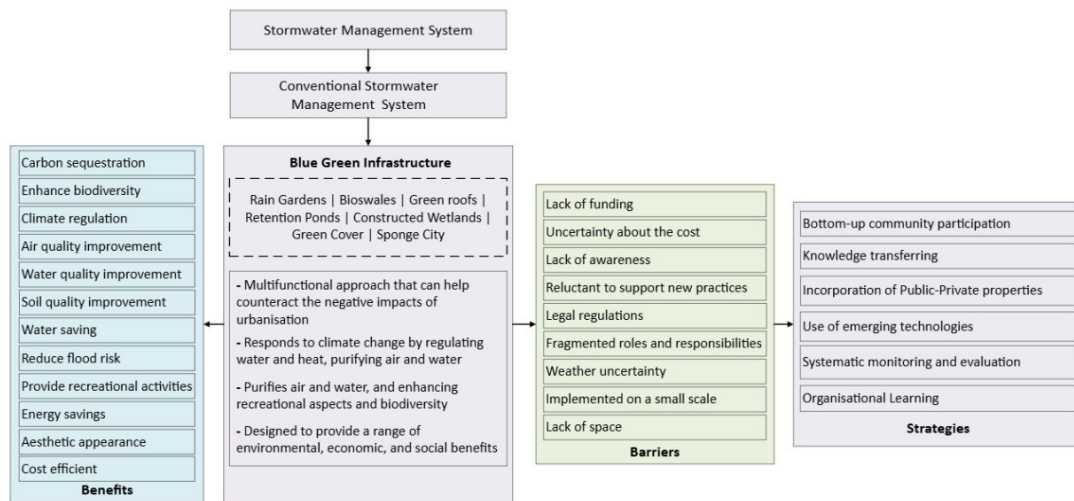 Stormwater Management System
Conventional Stormwater
Management System
Carbon sequestration
Enhance biodiversity
Climate regulation
Air quality improvement
Water quality improvement
Soil quality improvement
Water saving
Reduce flood risk
Provide recreational activities
Energy savings
Aesthetic appearance
Cost efficient
Benefits
Blue Green Infrastructure
Rain Gardens | Bioswales | Green roofs |
Retention Ponds | Constructed Wetlands |
Green Cover | Sponge City
- Multifunctional approach that can help
counteract the negative impacts of
urbanisation
- Responds to climate change by regulating
water and heat, purifying air and water
- Purifies air and water, and enhancing
recreational aspects and biodiversity
- Designed to provide a range of
environmental, economic, and social benefits
Lack of funding
Uncertainty about the cost
Lack of awareness
Reluctant to support new practices
Legal regulations
Fragmented roles and responsibilities
Weather uncertainty
Implemented on a small scale
Lack of space
Barriers
Bottom-up community participation
Knowledge transferring
Incorporation of Public-Private properties
Use of emerging technologies
Systematic monitoring and evaluation
Organisational Learning
Strategies